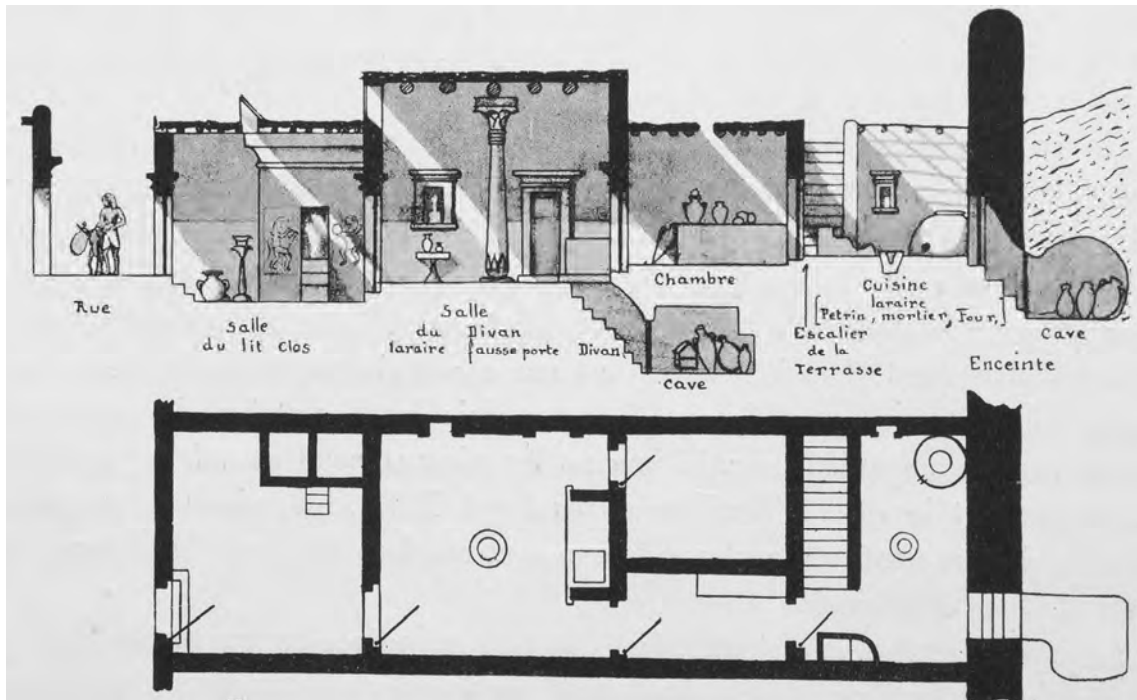 Rue
Salle
du lit clos
Salle
du Divan
laraire fausse porte
Divan
Cave
Chambre
Escalier
de la
Terrasse
Cuisine
laraire
[Petrin, mortier, Four,]
Enceinte
Cave